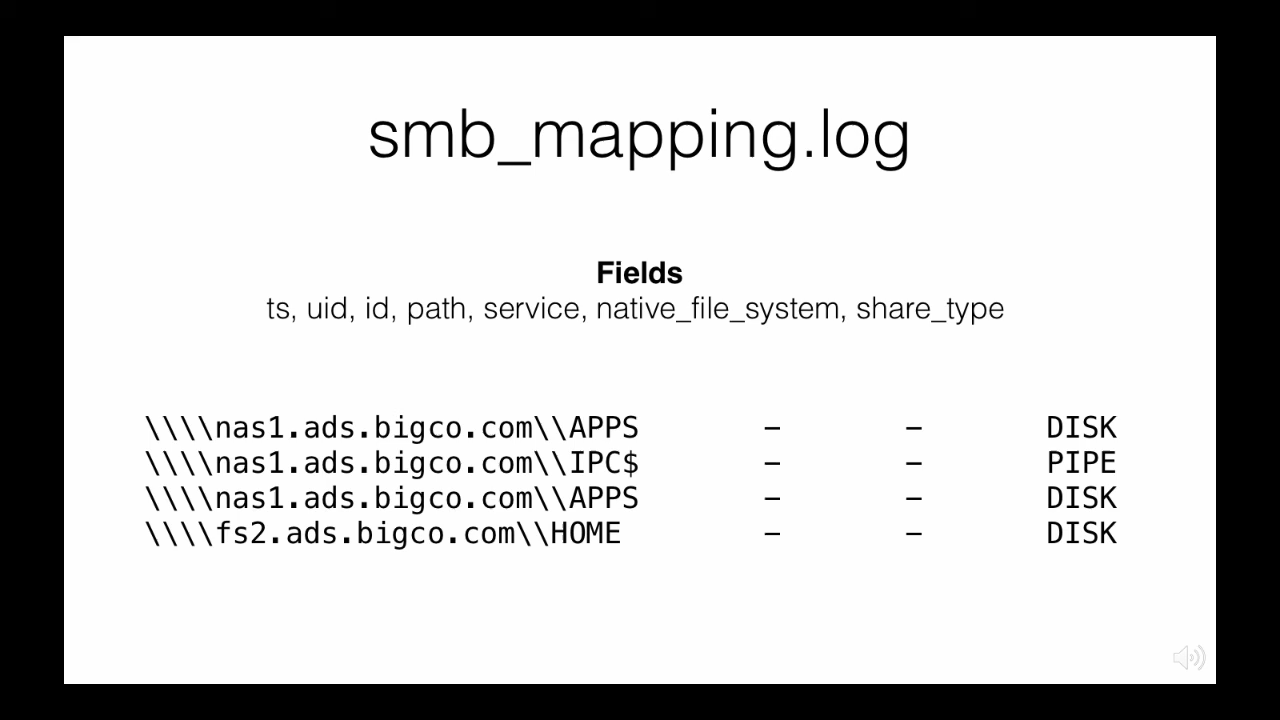 smb_mapping.log
Fields
ts, uid, id, path, service, native_file_system, share_type
\\\\nas1.ads.bigco.com\\APPS - - DISK
\\\\nas1.ads.bigco.com\\IPC$ - - PIPE
\\\\nas1.ads.bigco.com\\APPS - - DISK
\\\\fs2.ads.bigco.com\\HOME - - DISK